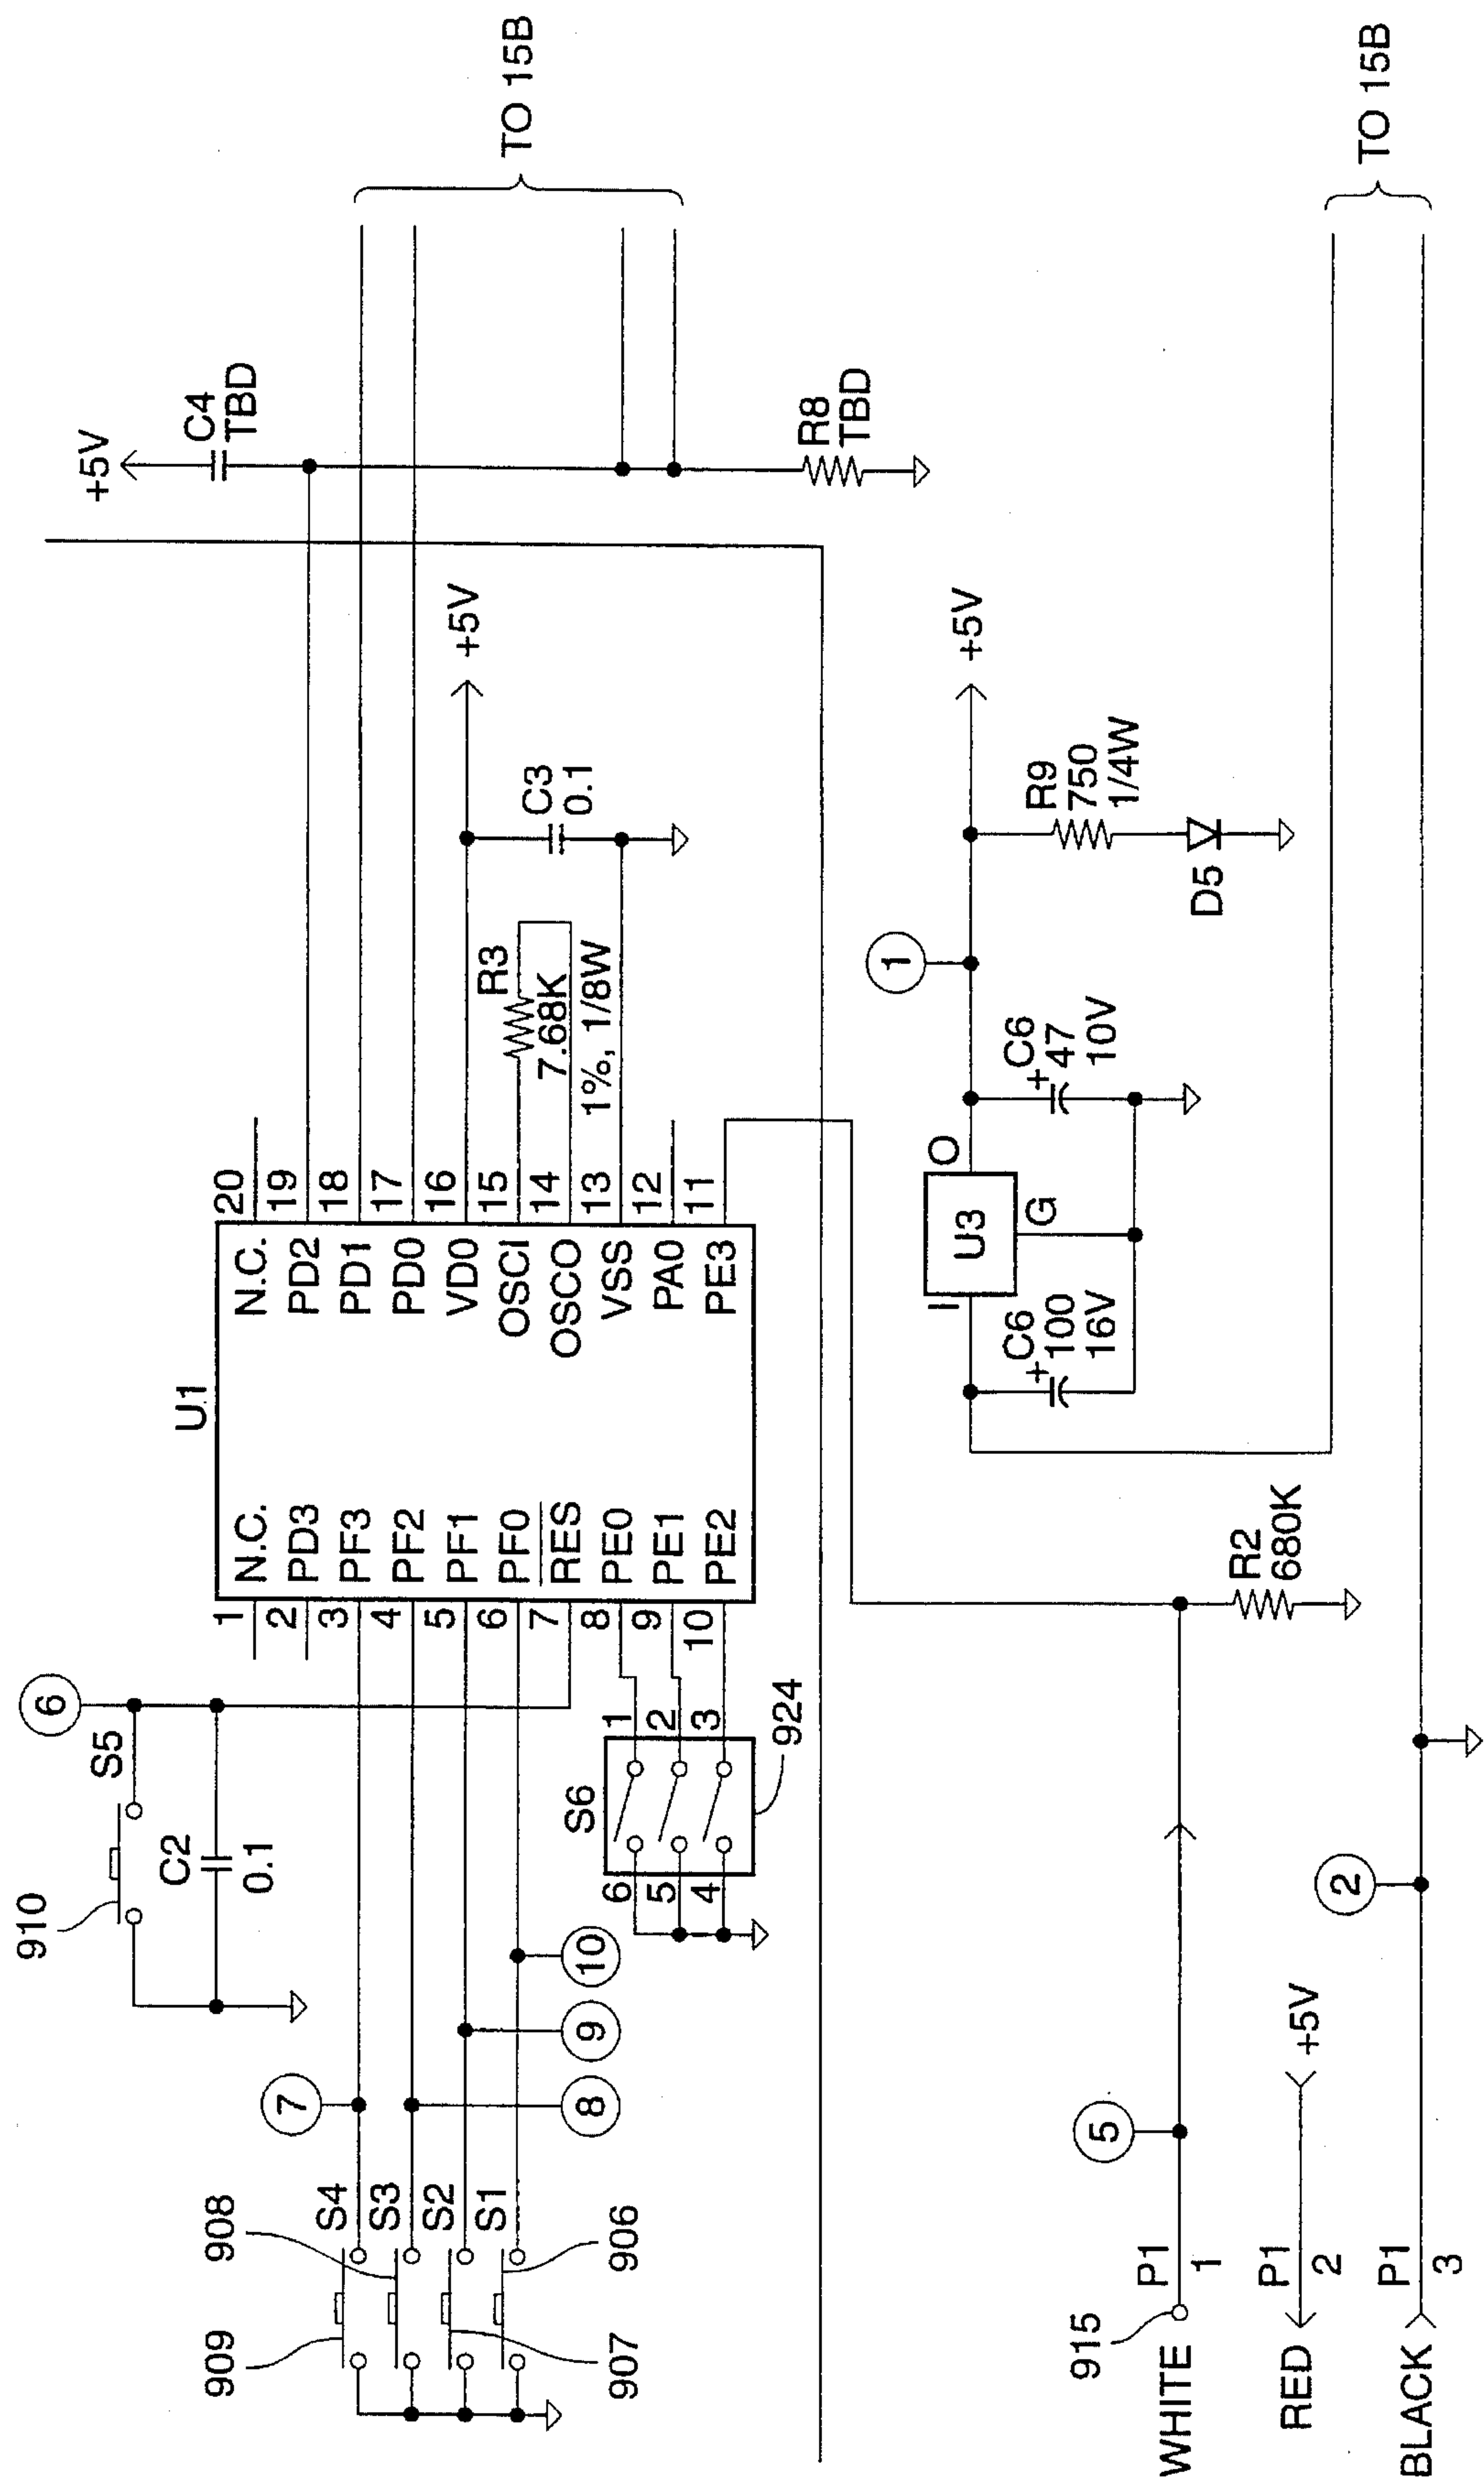 +5V
C4
TBD
TO 15B
R8
TBD
+5V
C3
0.1
R3
7.68K
1%, 1/8W
U1
N.C.
PD2
PD1
PD0
VD0
OSCI
OSCO
VSS
PA0
PE3
20
19
18
17
16
15
14
13
12
11
N.C.
PD3
PF3
PF2
PF1
PF0
RES
PE0
PE1
PE2
1
2
3
4
5
6
7
8
9
10
6
S5
910
C2
0.1
S6
1
2
3
6
5
4
924
7
8
9
10
S4
S3
S2
S1
909
908
907
906
1
+5V
R9
750
1/4W
D5
C6
47
10V
+
U3
I
O
G
C6
100
16V
+
TO 15B
R2
680K
2
5
915
WHITE
P1
1
RED
P1
2
+5V
BLACK
P1
3